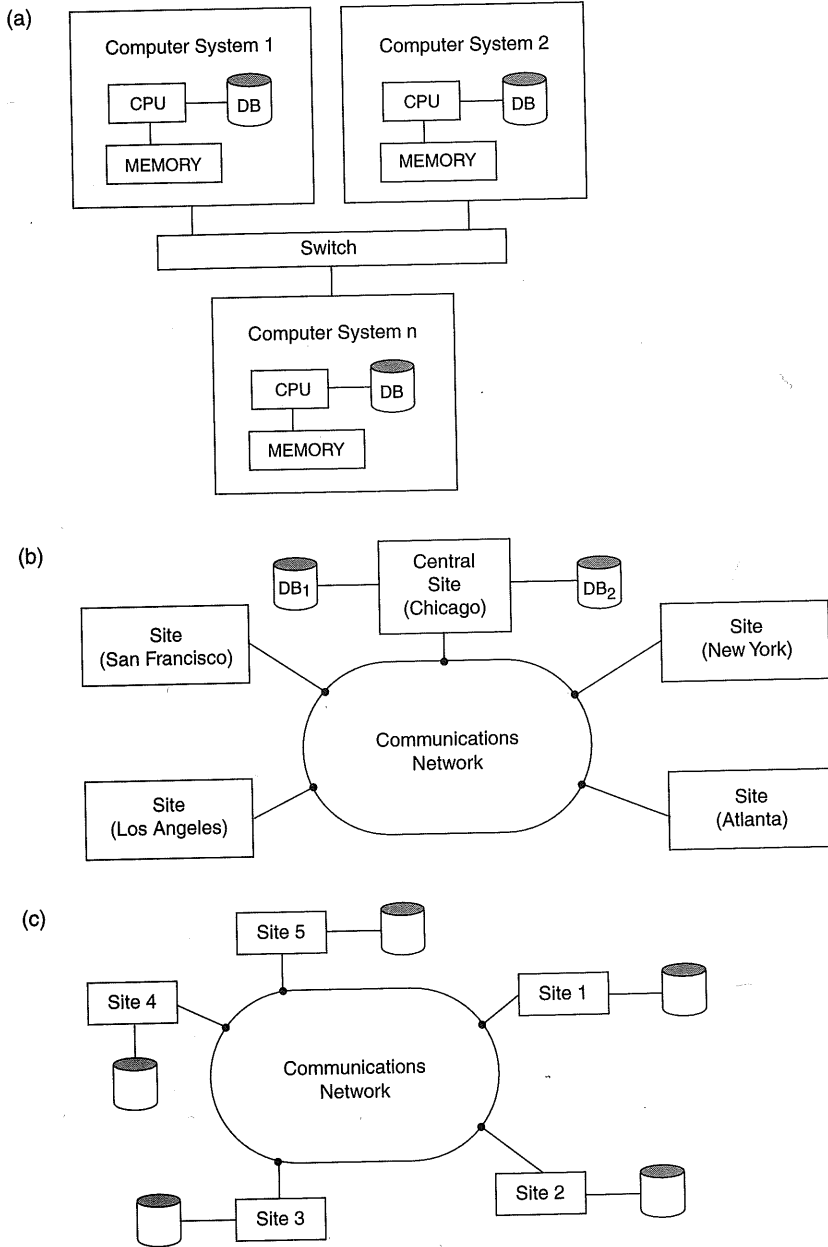 (a)
Computer System 1
CPU
DB
MEMORY
Computer System 2
CPU
DB
MEMORY
Switch
Computer System n
CPU
DB
MEMORY
(b)
DB1
Central
Site
(Chicago)
DB2
Site
(San Francisco)
Site
(New York)
Communications
Network
Site
(Los Angeles)
Site
(Atlanta)
(c)
Site 5
Site 4
Site 1
Communications
Network
Site 3
Site 2